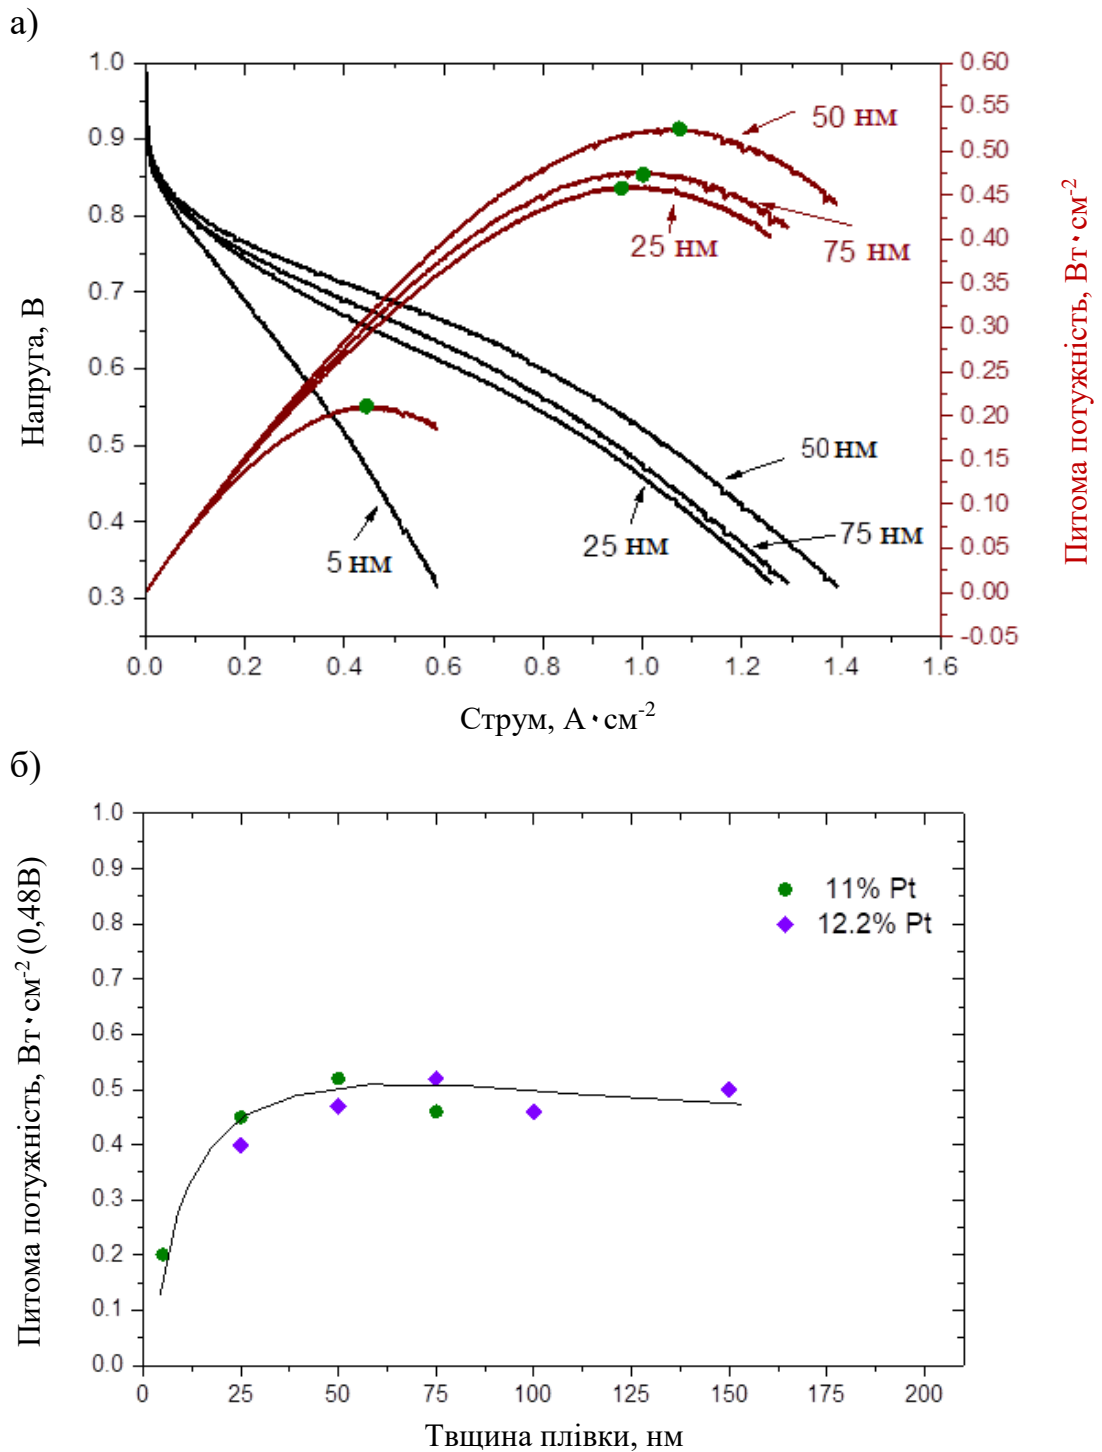 а)
Напруга, В
1.0
0.9
0.8
0.7
0.6
0.5
0.4
0.3
0.60
0.55
0.50
0.45
0.40
0.35
0.30
0.25
0.20
0.15
0.10
0.05
0.00
-0.05
Питома потужність, Вт·см-2
50 нм
75 нм
25 нм
50 нм
75 нм
25 нм
5 нм
0.0 0.2 0.4 0.6 0.8 1.0 1.2 1.4 1.6
Струм, А·см-2
б)
Питома потужність, Вт·см-2 (0,48В)
1.0
0.9
0.8
0.7
0.6
0.5
0.4
0.3
0.2
0.1
0.0
11% Pt
12.2% Pt
0 25 50 75 100 125 150 175 200
Твщина плівки, нм